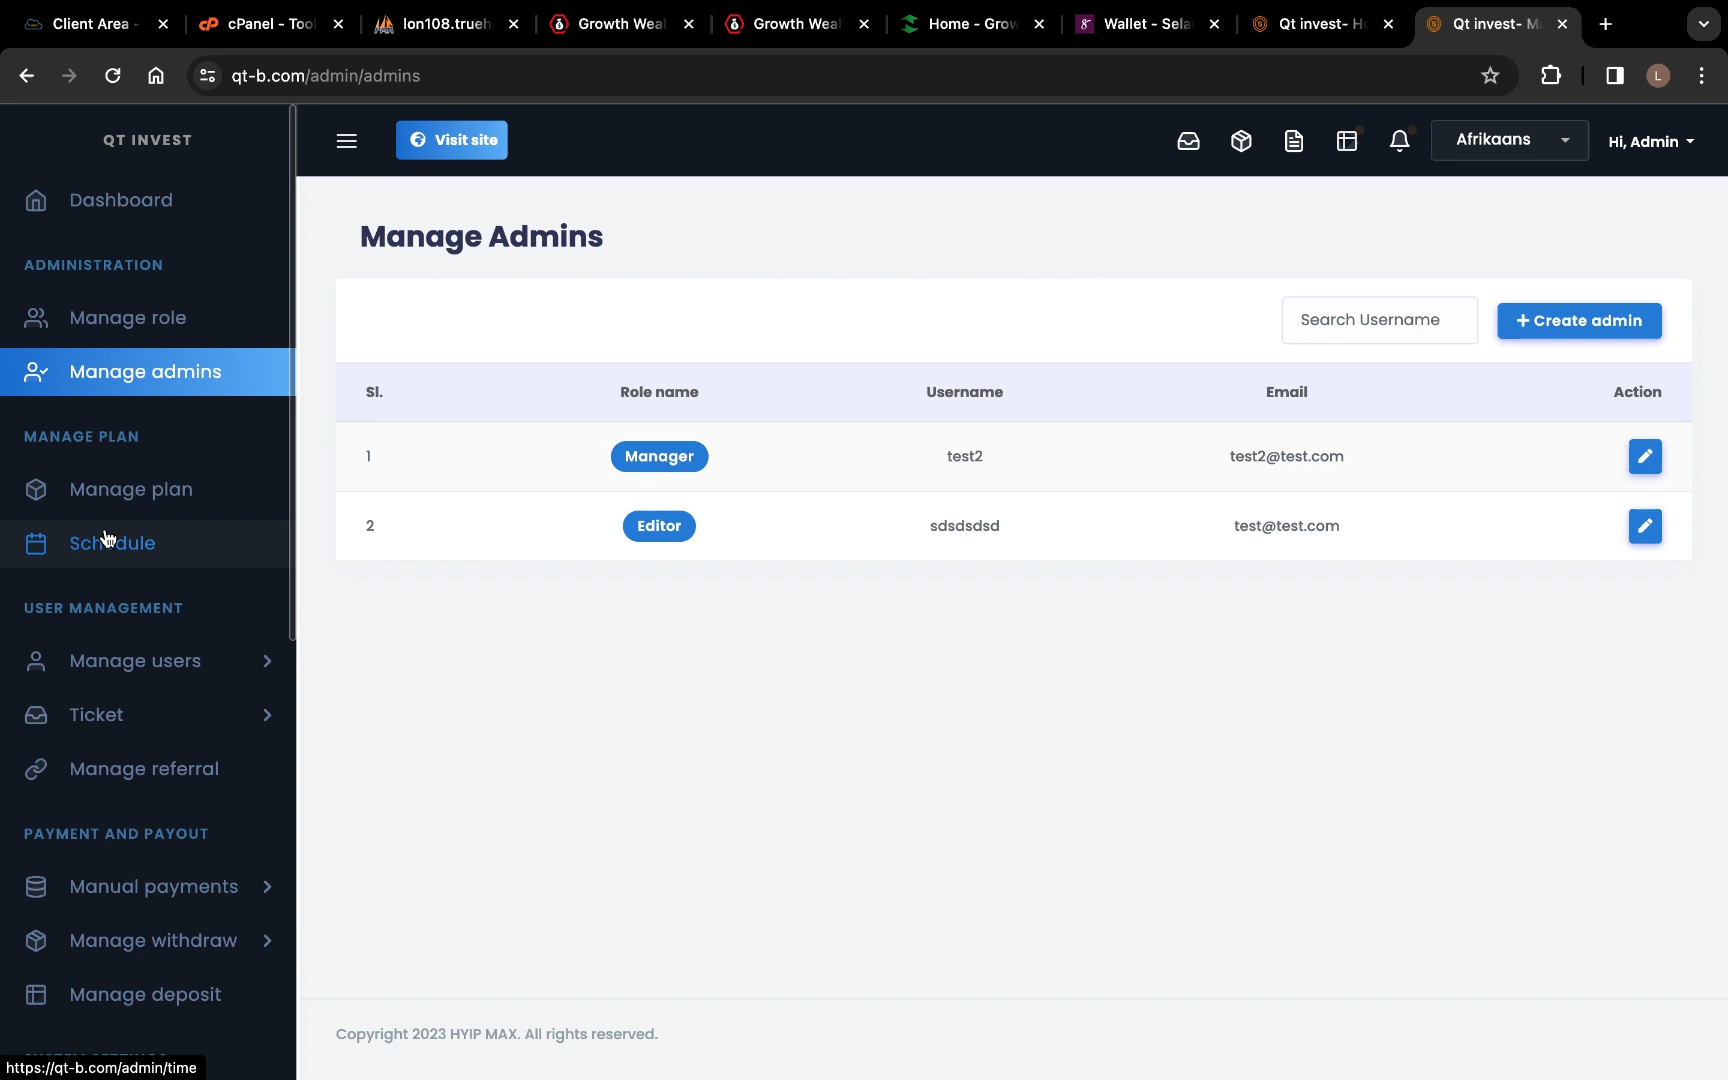 Client Area -
cPanel - Tool
lon108.trueh
Growth Weal
Growth Weal
Home - Grow
Wallet - Sela
Qt invest- Ho
Qt invest- Ma
qt-b.com/admin/admins
L
QT INVEST
Visit site
Afrikaans
Hi, Admin
Dashboard
ADMINISTRATION
Manage role
Manage admins
MANAGE PLAN
Manage plan
Schedule
USER MANAGEMENT
Manage users
Ticket
Manage referral
PAYMENT AND PAYOUT
Manual payments
Manage withdraw
Manage deposit
https://qt-b.com/admin/time
Manage Admins
Search Username
+ Create admin
Sl. Role name Username Email Action
1 Manager test2 test2@test.com
2 Editor sdsdsdsd test@test.com
Copyright 2023 HYIP MAX. All rights reserved.